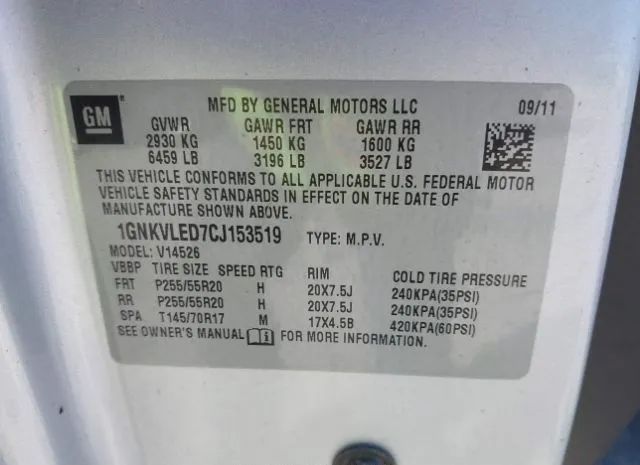 GM
MFD BY GENERAL MOTORS LLC 09/11
GVWR GAWR FRT GAWR RR
2930 KG 1450 KG 1600 KG
6459 LB 3196 LB 3527 LB
THIS VEHICLE CONFORMS TO ALL APPLICABLE U.S. FEDERAL MOTOR
VEHICLE SAFETY STANDARDS IN EFFECT ON THE DATE OF
MANUFACTURE SHOWN ABOVE.
1GNKVLED7CJ153519 TYPE: M.P.V.
MODEL: V14526
VBBP TIRE SIZE SPEED RTG RIM COLD TIRE PRESSURE
FRT P255/55R20 H 20X7.5J 240KPA(35PSI)
RR P255/55R20 H 20X7.5J 240KPA(35PSI)
SPA T145/70R17 M 17X4.5B 420KPA(60PSI)
SEE OWNER'S MANUAL FOR MORE INFORMATION.